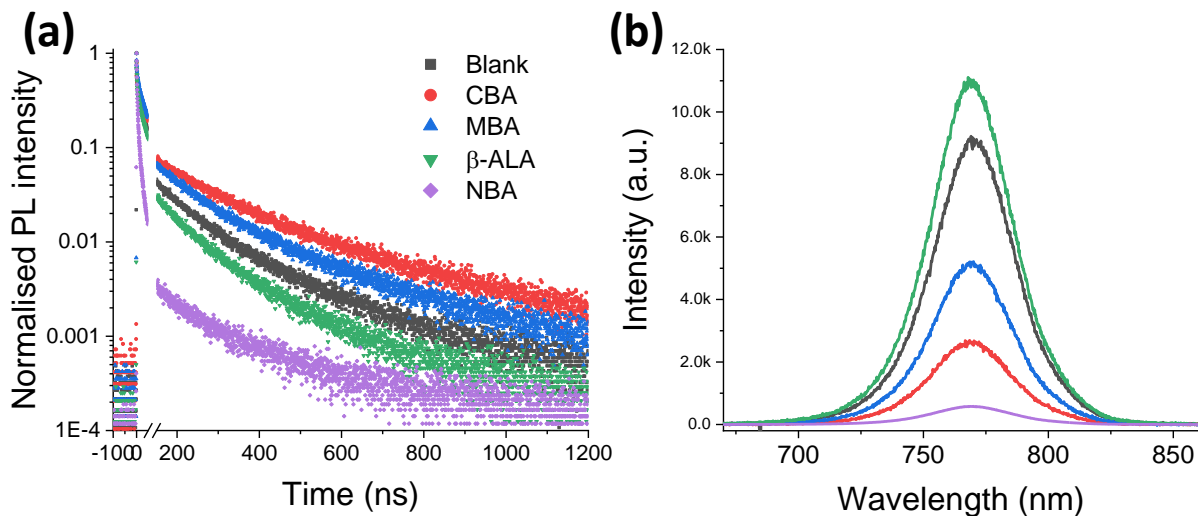 (a)
Normalised PL intensity
1
0.1
0.01
0.001
1E-4
Blank
CBA
MBA
β-ALA
NBA
-100 0 200 400 600 800 1000 1200
Time (ns)
(b)
Intensity (a.u.)
12.0k
10.0k
8.0k
6.0k
4.0k
2.0k
0.0
700 750 800 850
Wavelength (nm)